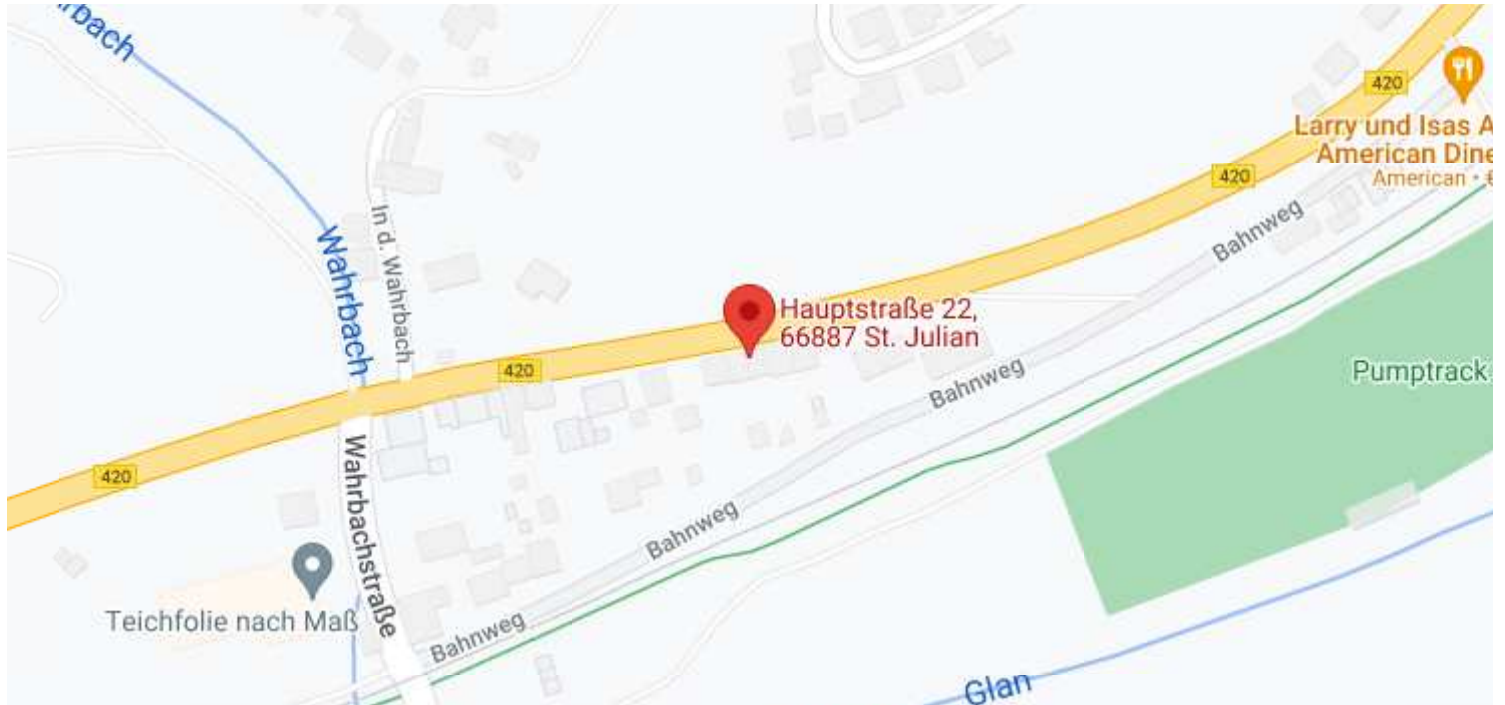 rbach
420
Larry und Isas A
American Dine
American • €
420
Bahnweg
In d. Wahrbach
Wahrbach
Hauptstraße 22,
66887 St. Julian
420
Bahnweg
Pumptrack
420
Wahrbachstraße
Bahnweg
Teichfolie nach Maß
Bahnweg
Glan